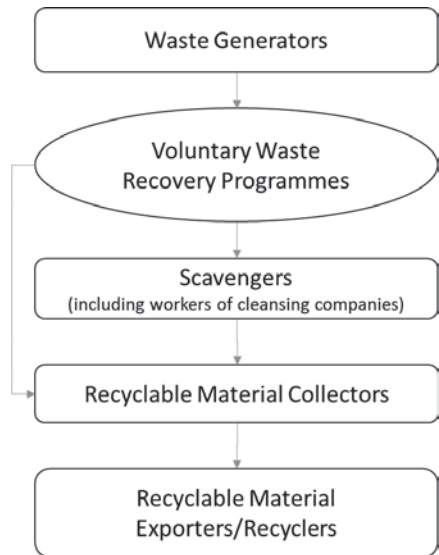 Waste Generators
Voluntary Waste
Recovery Programmes
Scavengers
(including workers of cleansing companies)
Recyclable Material Collectors
Recyclable Material
Exporters/Recyclers